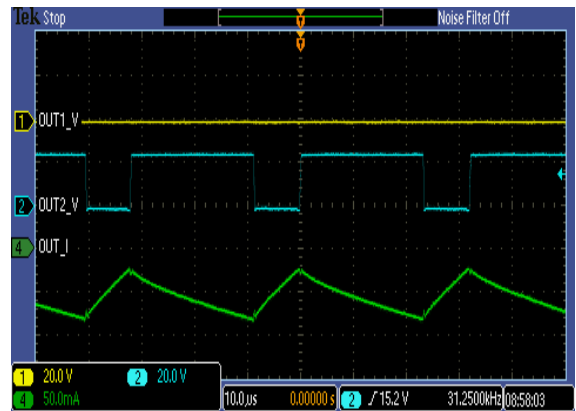 Tek Stop Noise Filter Off
1 OUT1_V
2 OUT2_V
4 OUT_I
1 20.0 V 2 20.0 V
4 50.0mA 10.0µs 0.00000 s 2 15.2 V 31.2500kHz 08:58:03